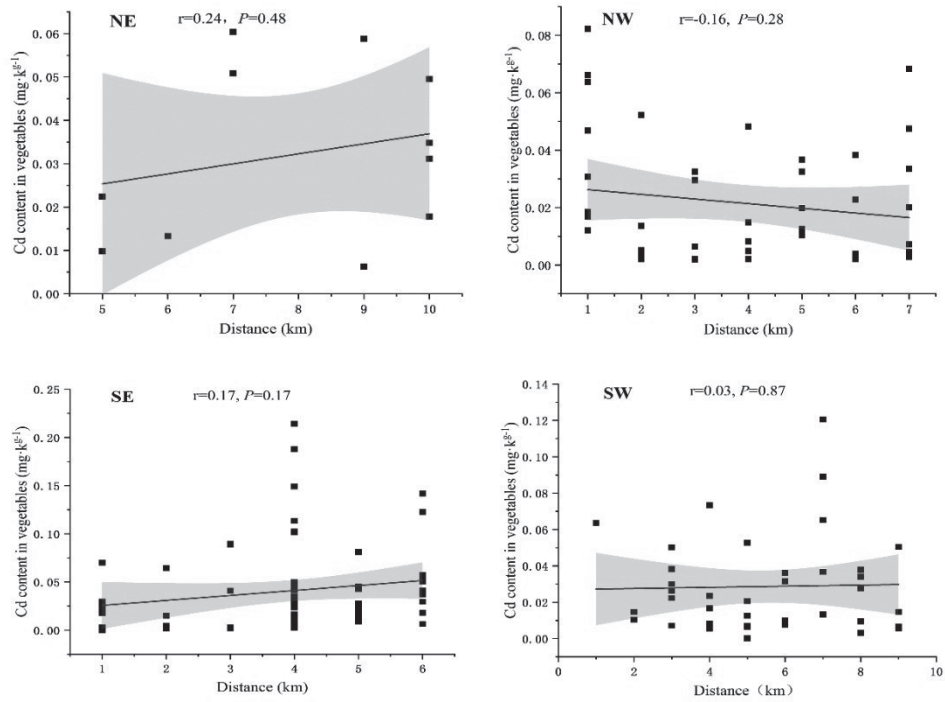 NE r=0.24, P=0.48
Cd content in vegetables (mg·kg⁻¹)
0.06
0.05
0.04
0.03
0.02
0.01
0.00
5 6 7 8 9 10
Distance (km)
NW r=-0.16, P=0.28
Cd content in vegetables (mg·kg⁻¹)
0.08
0.06
0.04
0.02
0.00
1 2 3 4 5 6 7
Distance (km)
SE r=0.17, P=0.17
Cd content in vegetables (mg·kg⁻¹)
0.25
0.20
0.15
0.10
0.05
0.00
1 2 3 4 5 6
Distance (km)
SW r=0.03, P=0.87
Cd content in vegetables (mg·kg⁻¹)
0.14
0.12
0.10
0.08
0.06
0.04
0.02
0.00
0 2 4 6 8 10
Distance（km）